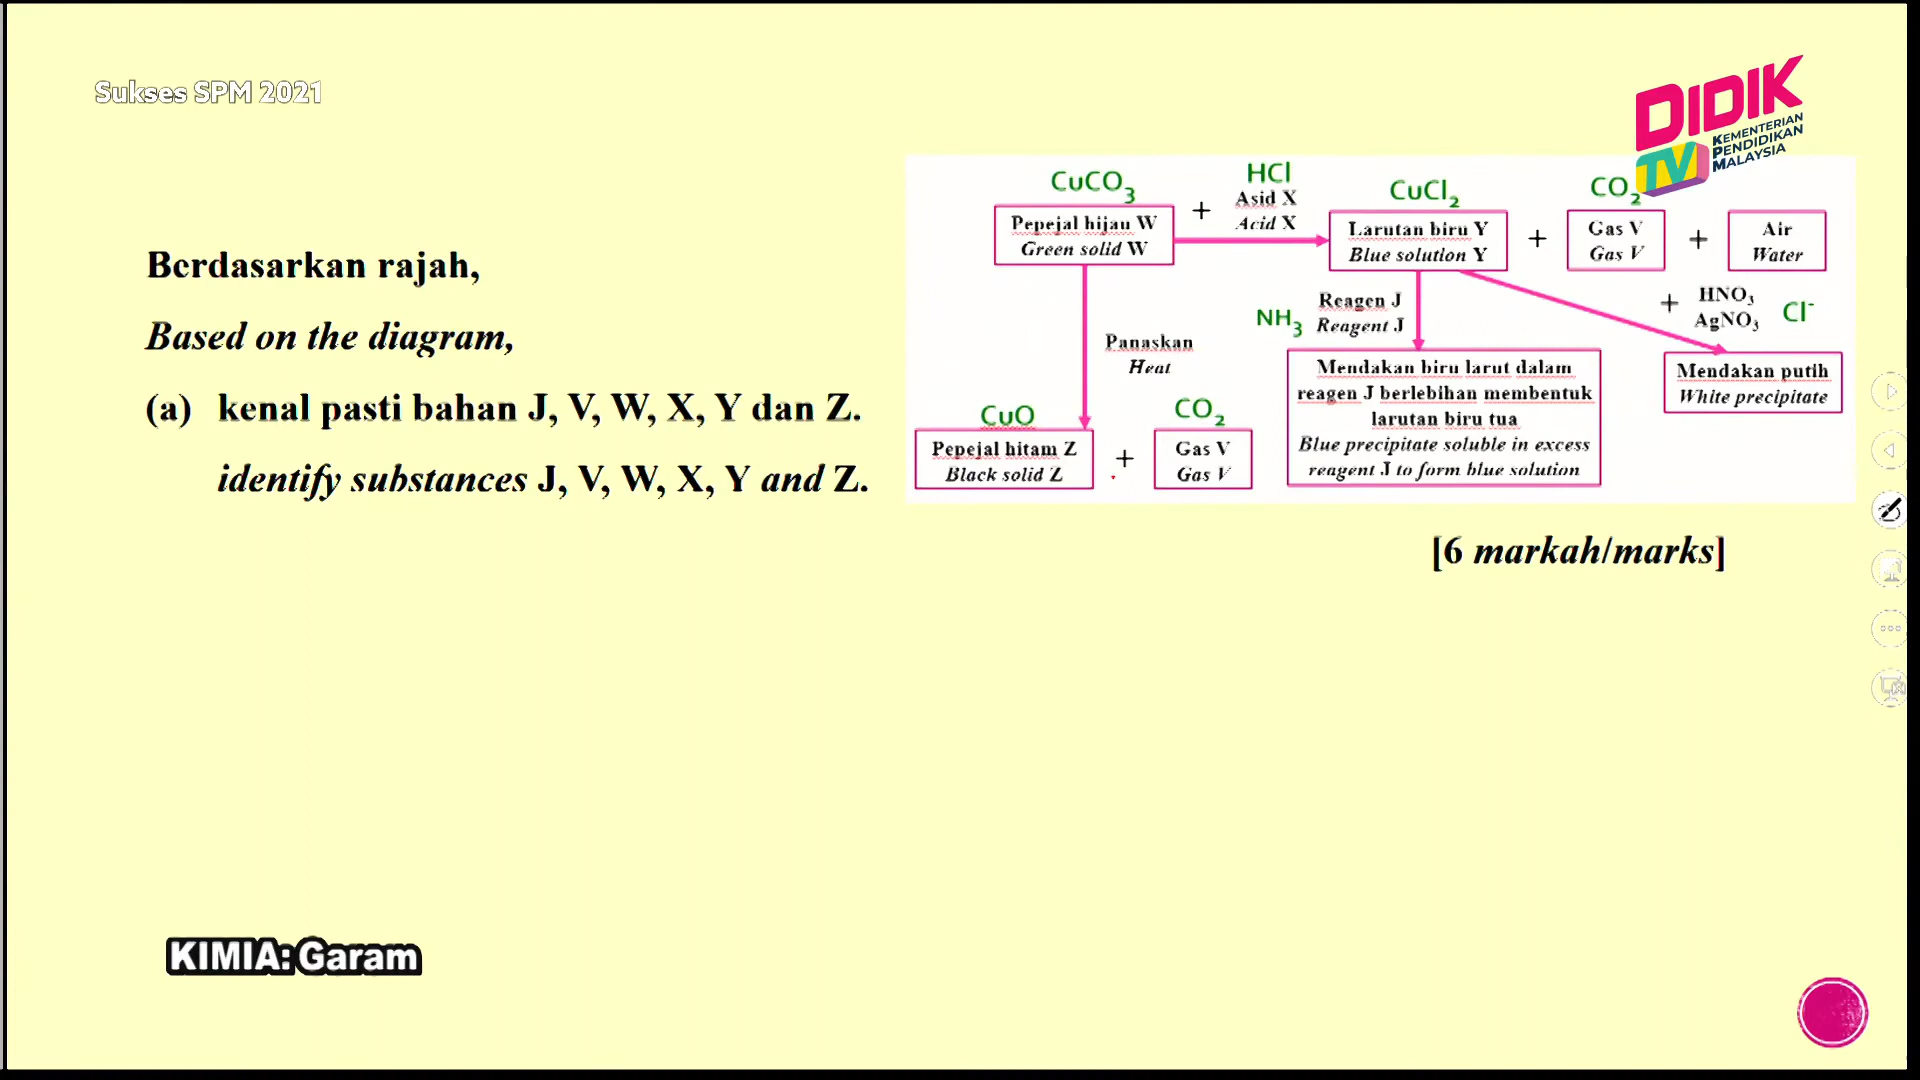 Sukses SPM 2021
DIDIK
TV
KEMENTERIAN
PENDIDIKAN
MALAYSIA
Berdasarkan rajah,
Based on the diagram,
(a) kenal pasti bahan J, V, W, X, Y dan Z.
identify substances J, V, W, X, Y and Z.
CuCO₃
Pepejal hijau W
Green solid W
+
HCl
Asid X
Acid X
CuCl₂
Larutan biru Y
Blue solution Y
+
CO₂
Gas V
Gas V
+
Air
Water
Panaskan
Heat
NH₃
Reagen J
Reagent J
+
HNO₃
AgNO₃
Cl⁻
CuO
Pepejal hitam Z
Black solid Z
+
CO₂
Gas V
Gas V
Mendakan biru larut dalam
reagen J berlebihan membentuk
larutan biru tua
Blue precipitate soluble in excess
reagent J to form blue solution
Mendakan putih
White precipitate
[6 markah/marks]
KIMIA: Garam